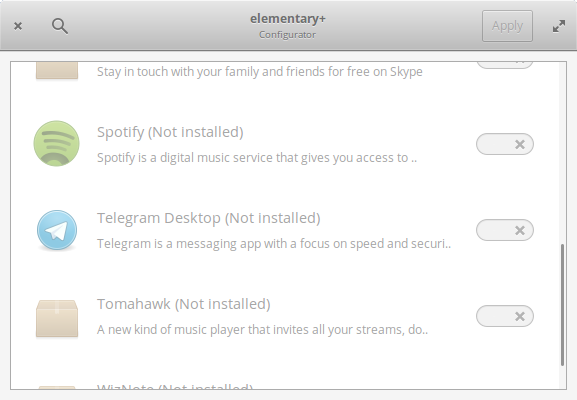 elementary+
Configurator
Apply
Stay in touch with your family and friends for free on Skype
Spotify (Not installed)
Spotify is a digital music service that gives you access to ..
Telegram Desktop (Not installed)
Telegram is a messaging app with a focus on speed and securi..
Tomahawk (Not installed)
A new kind of music player that invites all your streams, do..
WizNote (Not installed)